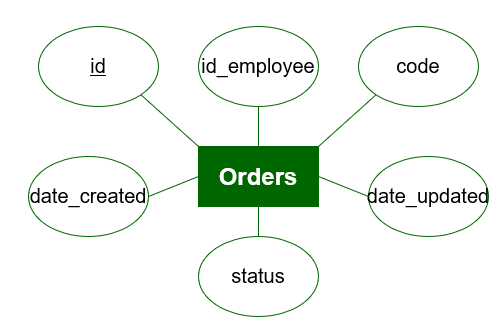 id
id_employee
code
Orders
date_created
date_updated
status